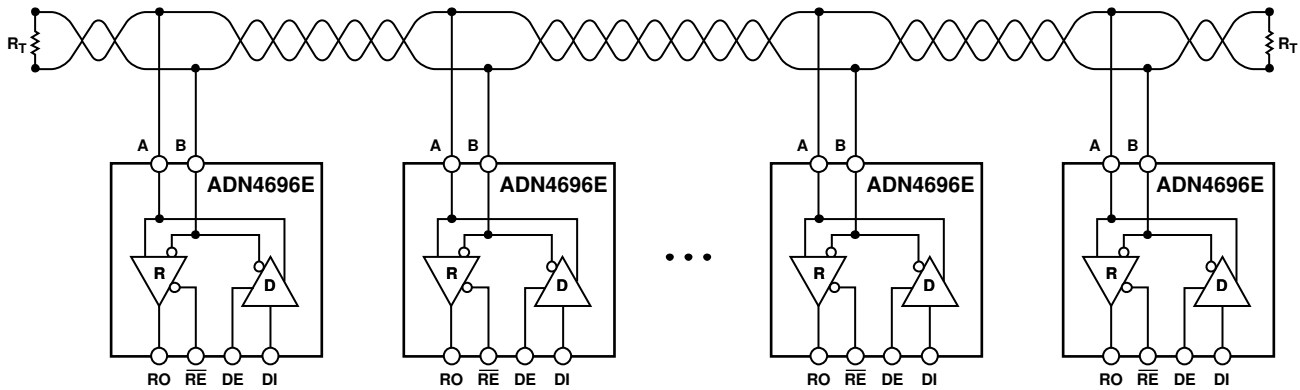 RT RT
A B A B A B A B
ADN4696E ADN4696E ADN4696E ADN4696E
R D R D R D R D
RO RE DE DI RO RE DE DI RO RE DE DI RO RE DE DI